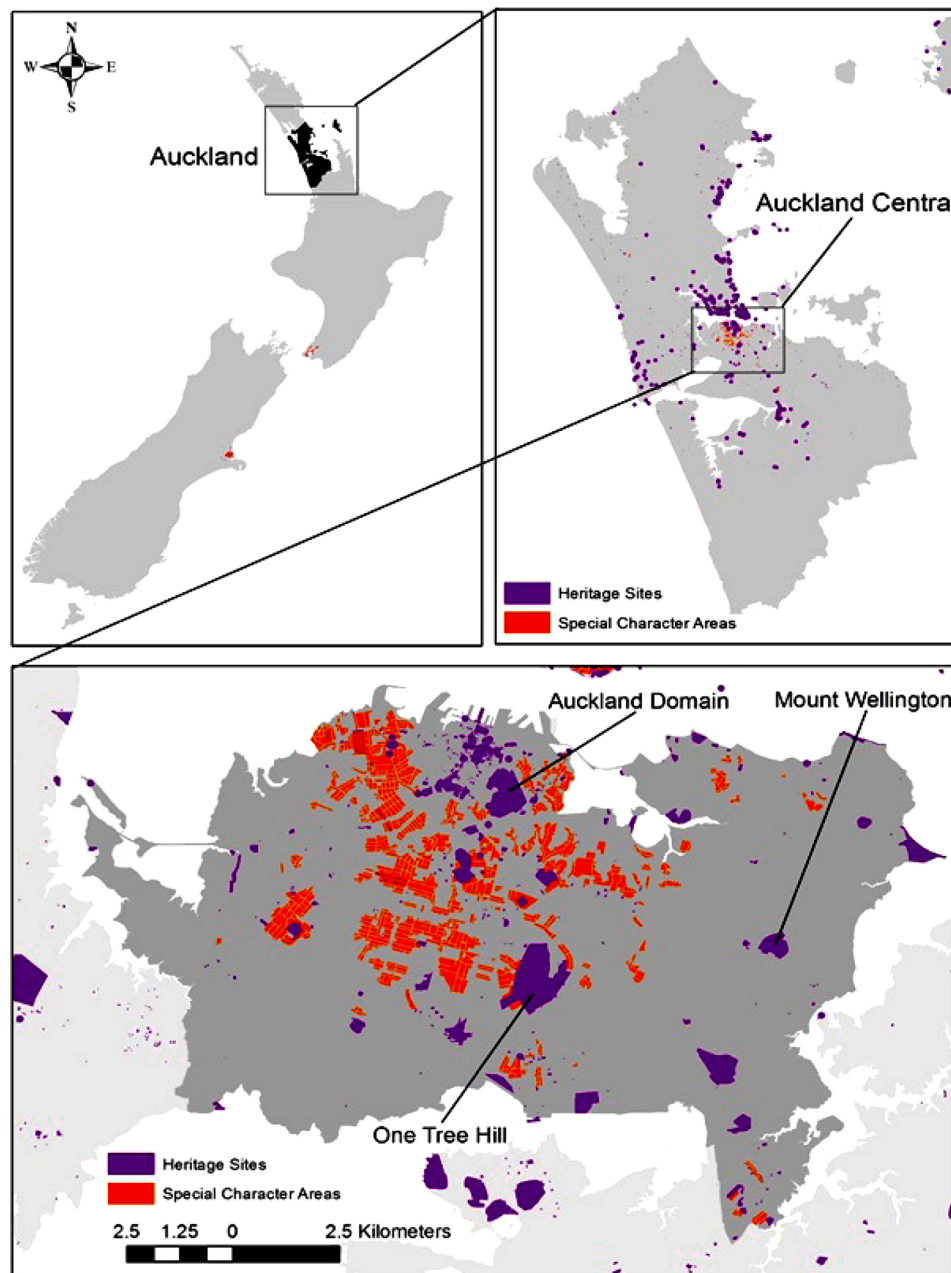 N
W E
S
Auckland
Auckland Centra
Heritage Sites
Special Character Areas
Auckland Domain
Mount Wellington
One Tree Hill
Heritage Sites
Special Character Areas
2.5 1.25 0 2.5 Kilometers